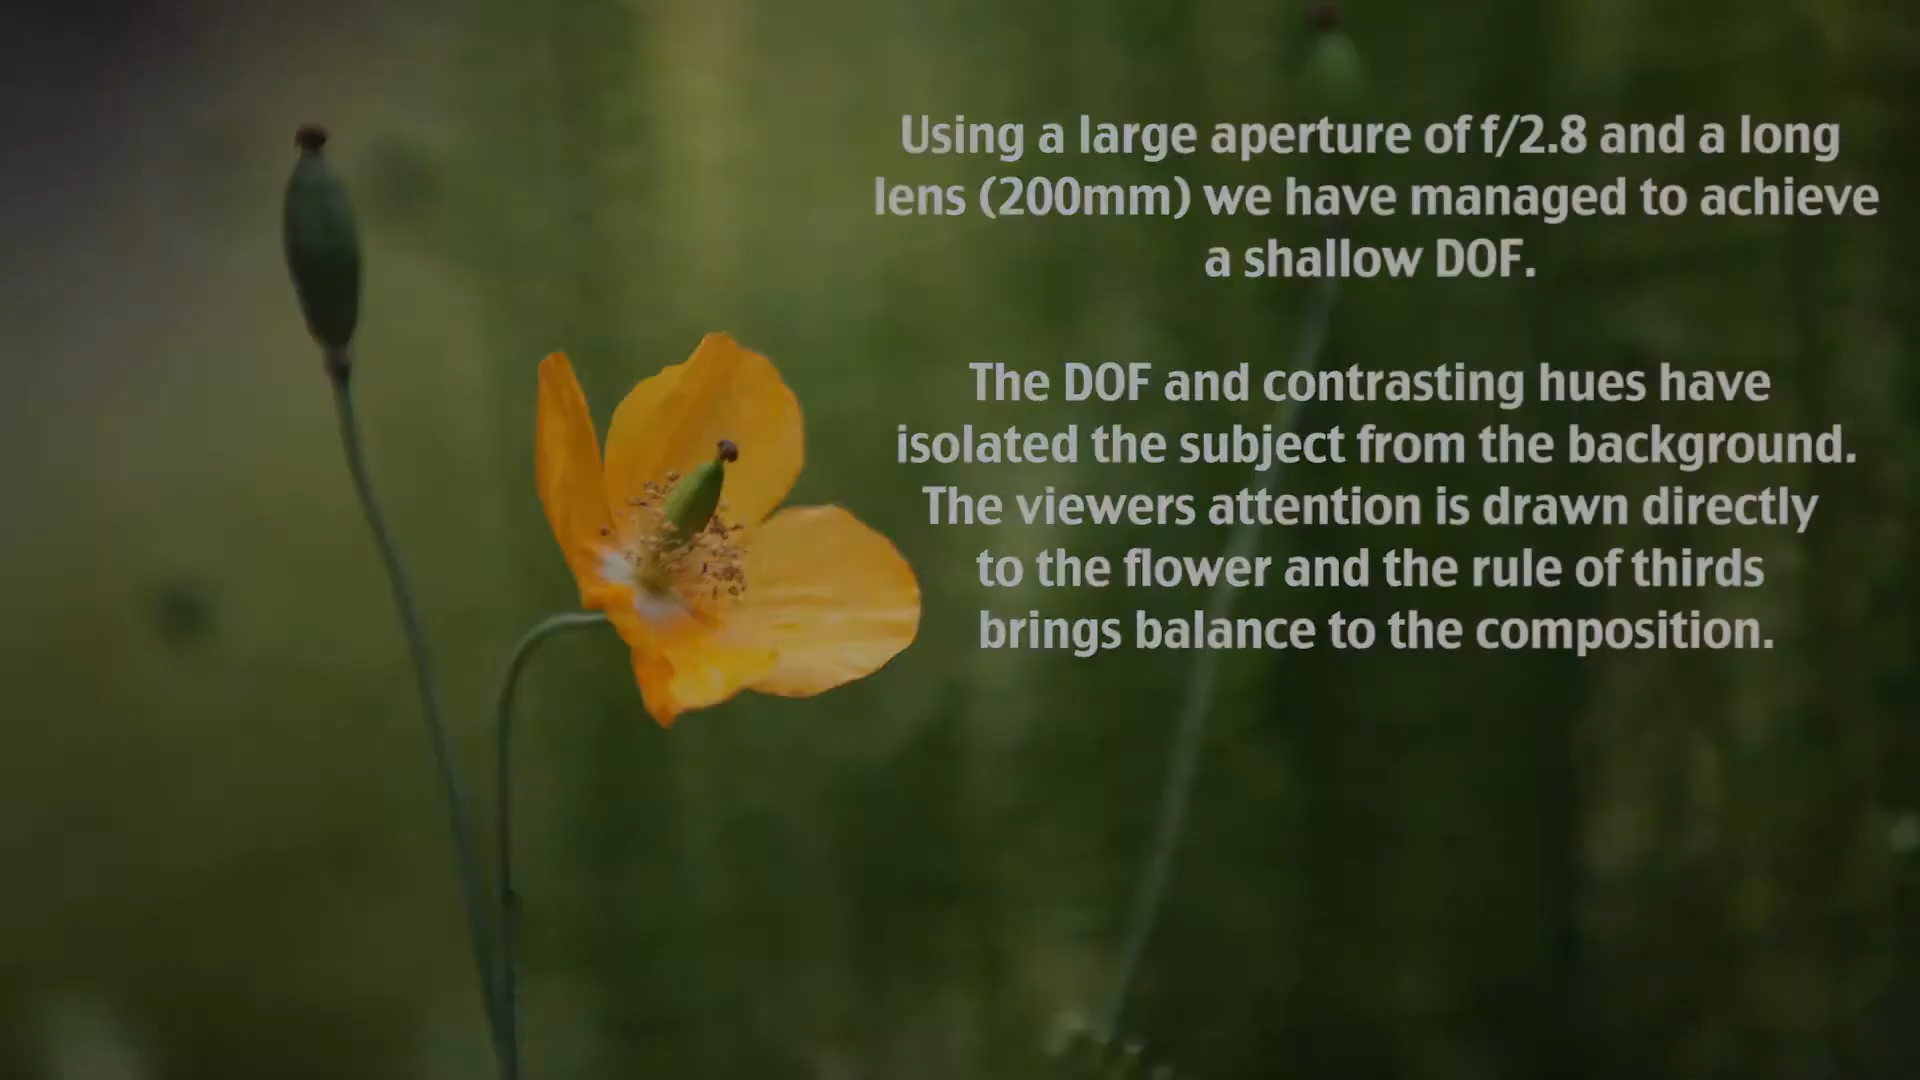 Using a large aperture of f/2.8 and a long
lens (200mm) we have managed to achieve
a shallow DOF.
The DOF and contrasting hues have
isolated the subject from the background.
The viewers attention is drawn directly
to the flower and the rule of thirds
brings balance to the composition.